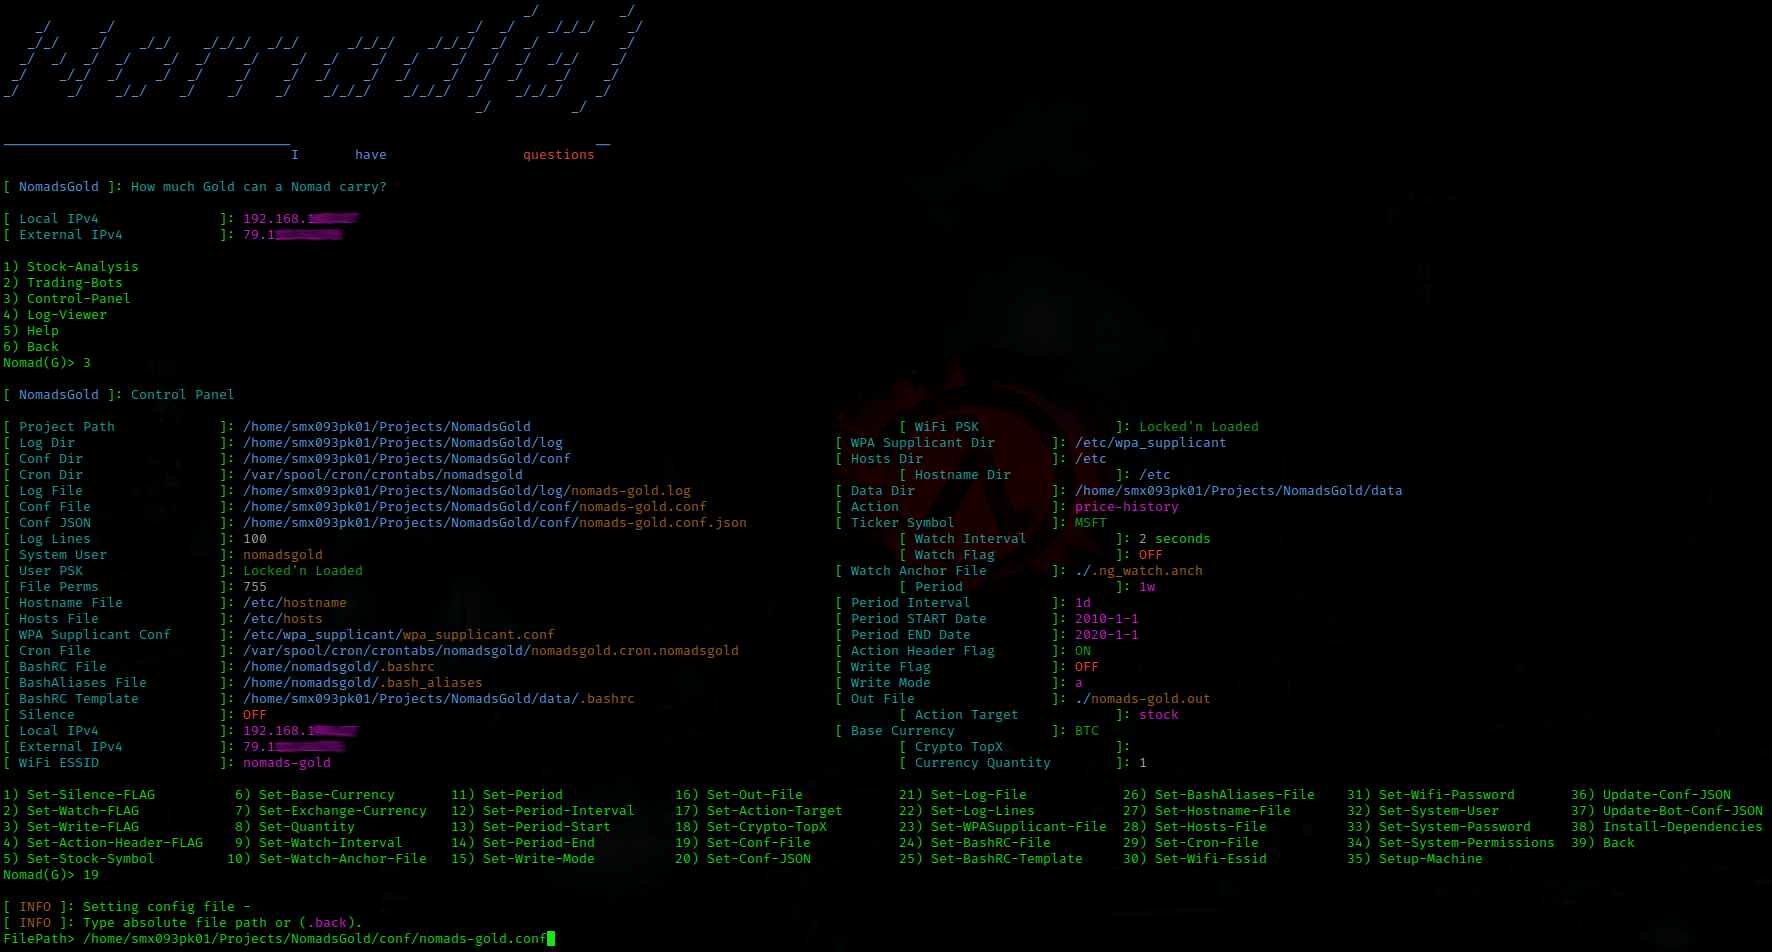 I have questions
[ NomadsGold ]: How much Gold can a Nomad carry?
[ Local IPv4 ]: 192.168.1
[ External IPv4 ]: 79.1
1) Stock-Analysis
2) Trading-Bots
3) Control-Panel
4) Log-Viewer
5) Help
6) Back
Nomad(G)> 3
[ NomadsGold ]: Control Panel
[ Project Path ]: /home/smx093pk01/Projects/NomadsGold [ WiFi PSK ]: Locked'n Loaded
[ Log Dir ]: /home/smx093pk01/Projects/NomadsGold/log [ WPA Supplicant Dir ]: /etc/wpa_supplicant
[ Conf Dir ]: /home/smx093pk01/Projects/NomadsGold/conf [ Hosts Dir ]: /etc
[ Cron Dir ]: /var/spool/cron/crontabs/nomadsgold [ Hostname Dir ]: /etc
[ Log File ]: /home/smx093pk01/Projects/NomadsGold/log/nomads-gold.log [ Data Dir ]: /home/smx093pk01/Projects/NomadsGold/data
[ Conf File ]: /home/smx093pk01/Projects/NomadsGold/conf/nomads-gold.conf [ Action ]: price-history
[ Conf JSON ]: /home/smx093pk01/Projects/NomadsGold/conf/nomads-gold.conf.json [ Ticker Symbol ]: MSFT
[ Log Lines ]: 100 [ Watch Interval ]: 2 seconds
[ System User ]: nomadsgold [ Watch Flag ]: OFF
[ User PSK ]: Locked'n Loaded [ Watch Anchor File ]: ./.ng_watch.anch
[ File Perms ]: 755 [ Period ]: 1w
[ Hostname File ]: /etc/hostname [ Period Interval ]: 1d
[ Hosts File ]: /etc/hosts [ Period START Date ]: 2010-1-1
[ WPA Supplicant Conf ]: /etc/wpa_supplicant/wpa_supplicant.conf [ Period END Date ]: 2020-1-1
[ Cron File ]: /var/spool/cron/crontabs/nomadsgold/nomadsgold.cron.nomadsgold [ Action Header Flag ]: ON
[ BashRC File ]: /home/nomadsgold/.bashrc [ Write Flag ]: OFF
[ BashAliases File ]: /home/nomadsgold/.bash_aliases [ Write Mode ]: a
[ BashRC Template ]: /home/smx093pk01/Projects/NomadsGold/data/.bashrc [ Out File ]: ./nomads-gold.out
[ Silence ]: OFF [ Action Target ]: stock
[ Local IPv4 ]: 192.168.1 [ Base Currency ]: BTC
[ External IPv4 ]: 79.1 [ Crypto TopX ]:
[ WiFi ESSID ]: nomads-gold [ Currency Quantity ]: 1
1) Set-Silence-FLAG 6) Set-Base-Currency 11) Set-Period 16) Set-Out-File 21) Set-Log-File 26) Set-BashAliases-File 31) Set-Wifi-Password 36) Update-Conf-JSON
2) Set-Watch-FLAG 7) Set-Exchange-Currency 12) Set-Period-Interval 17) Set-Action-Target 22) Set-Log-Lines 27) Set-Hostname-File 32) Set-System-User 37) Update-Bot-Conf-JSON
3) Set-Write-FLAG 8) Set-Quantity 13) Set-Period-Start 18) Set-Crypto-TopX 23) Set-WPASupplicant-File 28) Set-Hosts-File 33) Set-System-Password 38) Install-Dependencies
4) Set-Action-Header-FLAG 9) Set-Watch-Interval 14) Set-Period-End 19) Set-Conf-File 24) Set-BashRC-File 29) Set-Cron-File 34) Set-System-Permissions 39) Back
5) Set-Stock-Symbol 10) Set-Watch-Anchor-File 15) Set-Write-Mode 20) Set-Conf-JSON 25) Set-BashRC-Template 30) Set-Wifi-Essid 35) Setup-Machine
Nomad(G)> 19
[ INFO ]: Setting config file -
[ INFO ]: Type absolute file path or (.back).
FilePath> /home/smx093pk01/Projects/NomadsGold/conf/nomads-gold.conf